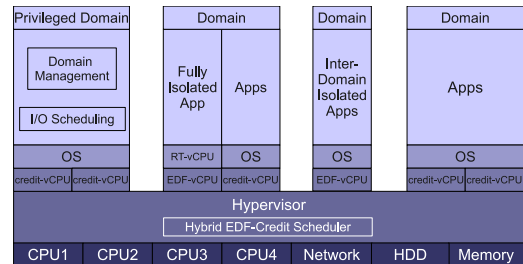 Privileged Domain
Domain
Management
I/O Scheduling
OS
credit-vCPU credit-vCPU
Domain
Fully
Isolated
App
Apps
RT-vCPU OS
EDF-vCPU credit-vCPU
Domain
Inter-
Domain
Isolated
Apps
OS
EDF-vCPU
Domain
Apps
OS
credit-vCPU credit-vCPU
Hypervisor
Hybrid EDF-Credit Scheduler
CPU1 CPU2 CPU3 CPU4 Network HDD Memory